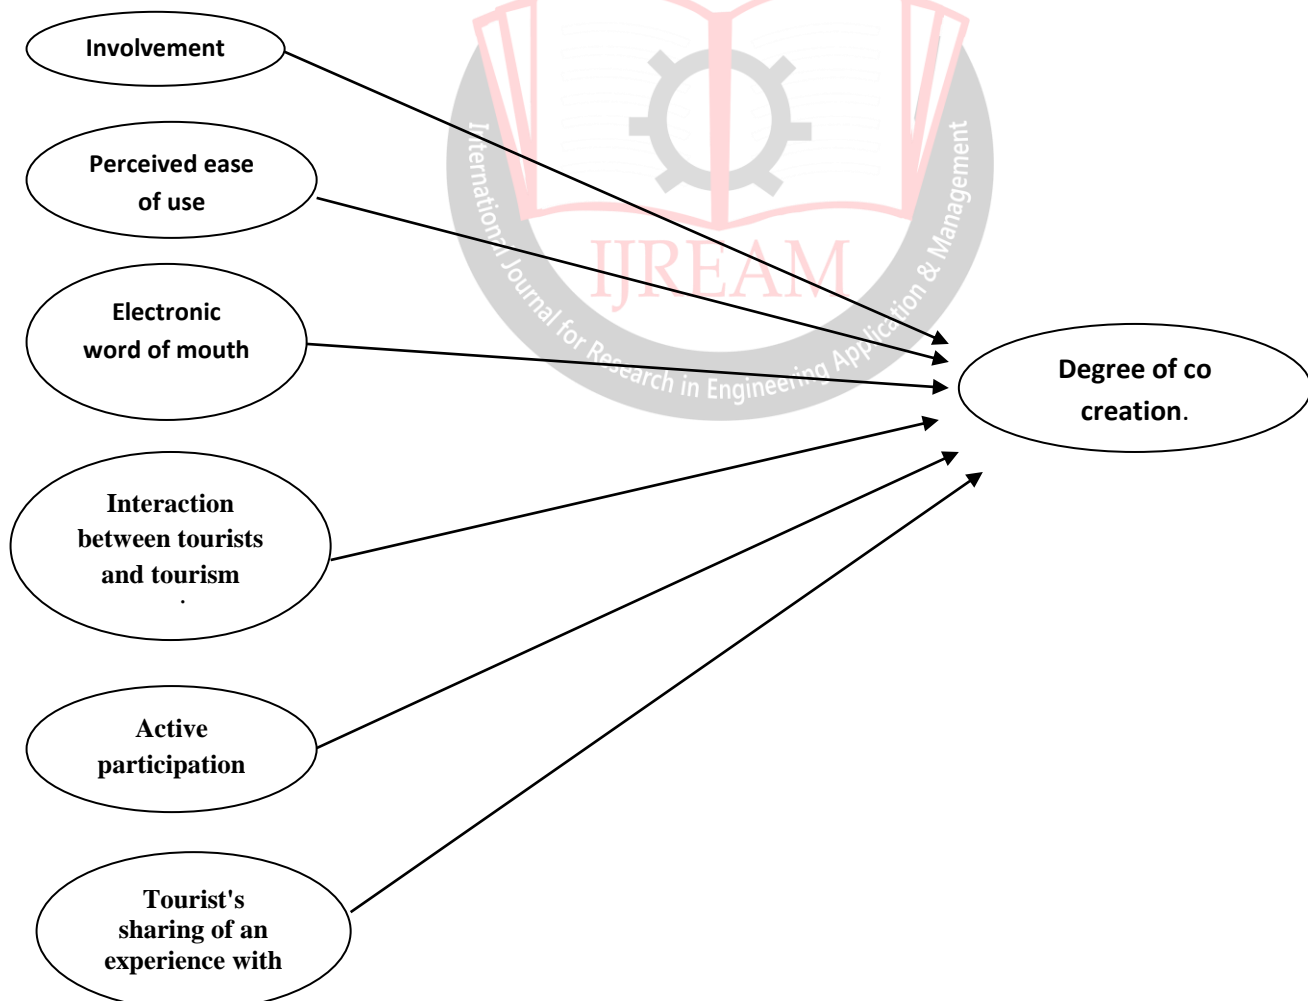 Involvement
Perceived ease
of use
Electronic
word of mouth
Interaction
between tourists
and tourism
.
Active
participation
Tourist's
sharing of an
experience with
Degree of co
creation.
International Journal for Research in Engineering Application & Management
IJREAM